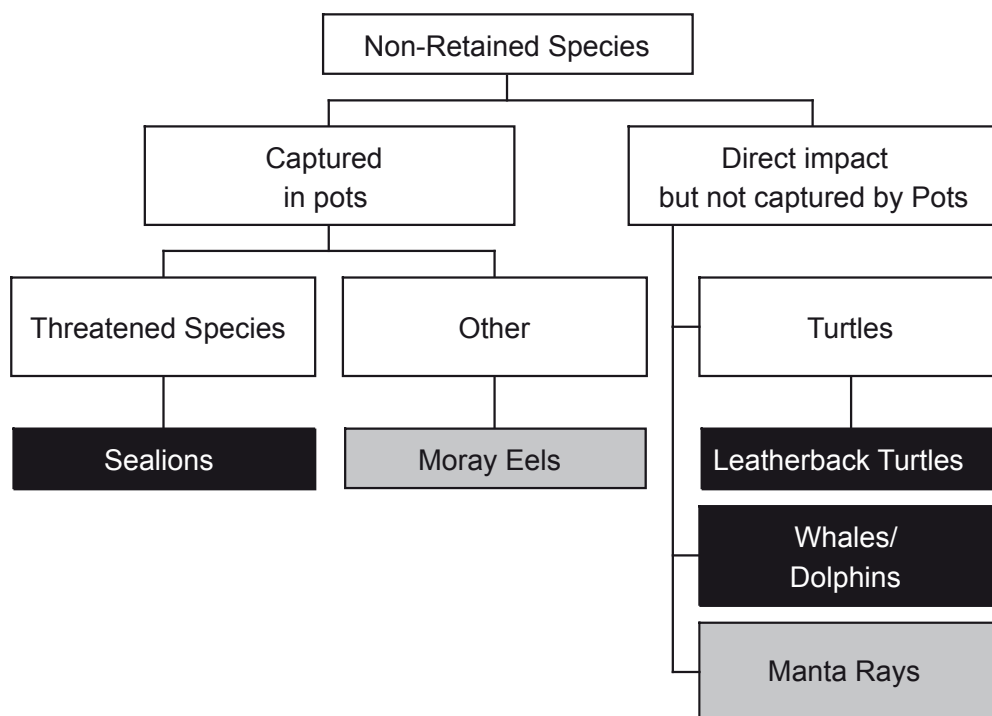 Non-Retained Species
Captured
in pots
Direct impact
but not captured by Pots
Threatened Species
Other
Turtles
Sealions
Moray Eels
Leatherback Turtles
Whales/
Dolphins
Manta Rays